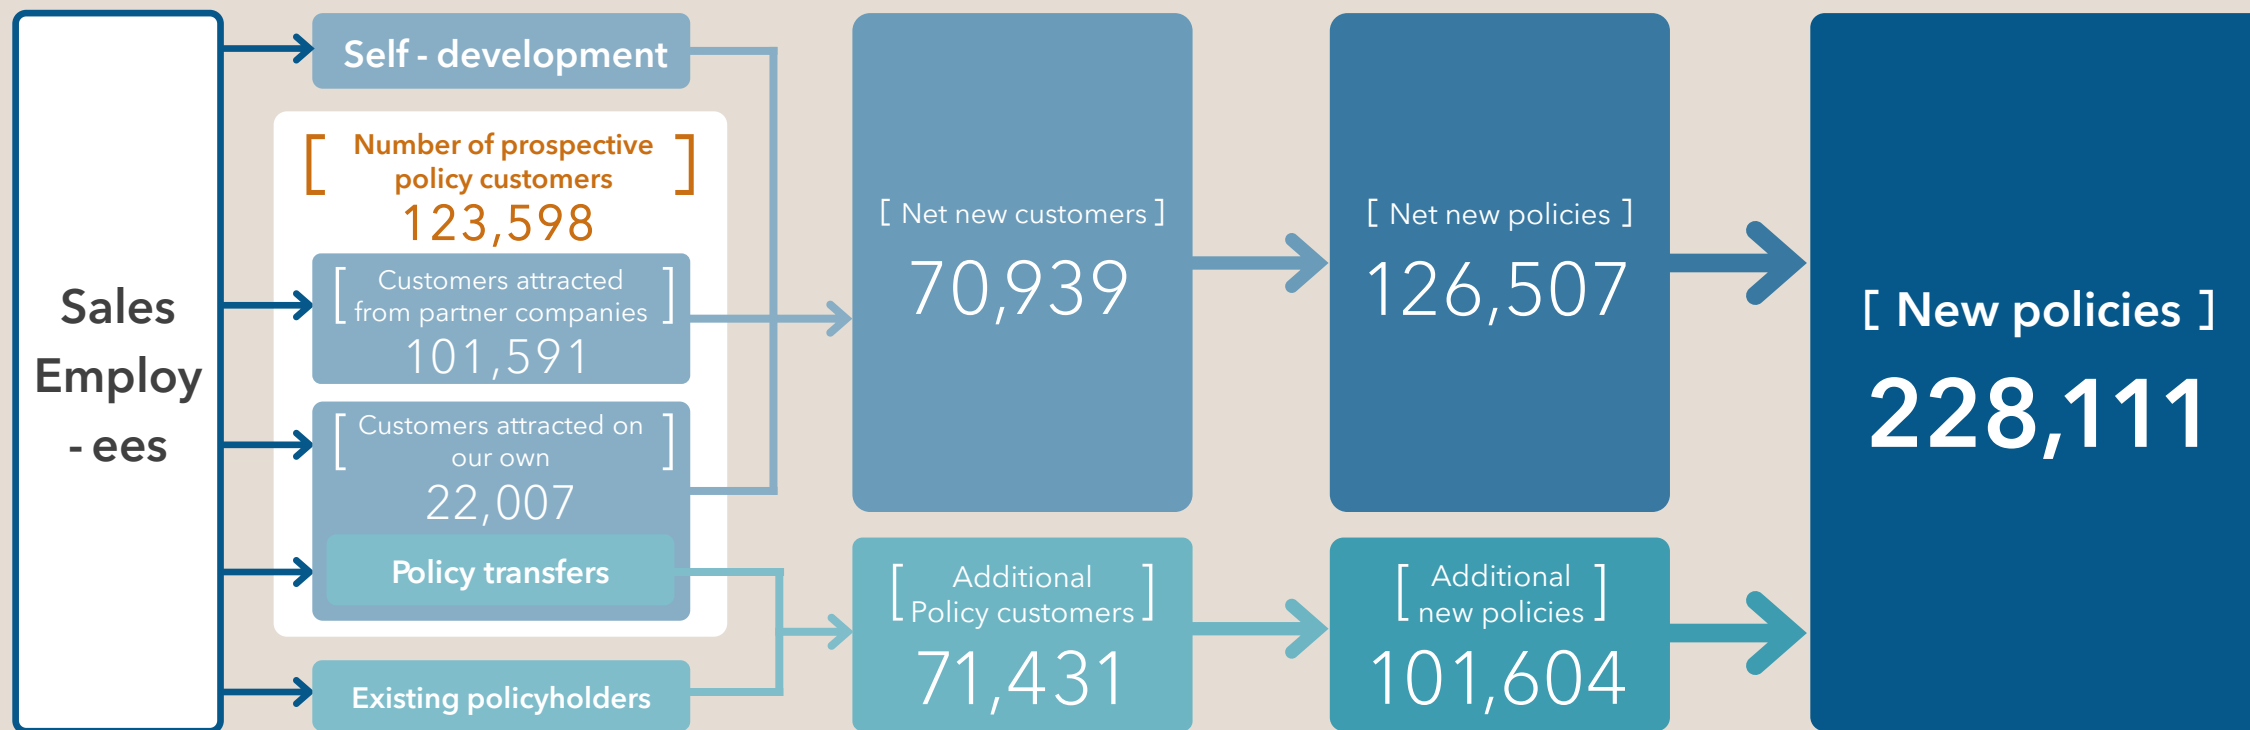 Sales
Employ
- ees
Self - development
[ Number of prospective
policy customers ]
123,598
[ Customers attracted
from partner companies ]
101,591
[ Customers attracted on
our own ]
22,007
Policy transfers
Existing policyholders
[ Net new customers ]
70,939
[ Additional
Policy customers ]
71,431
[ Net new policies ]
126,507
[ Additional
new policies ]
101,604
[ New policies ]
228,111